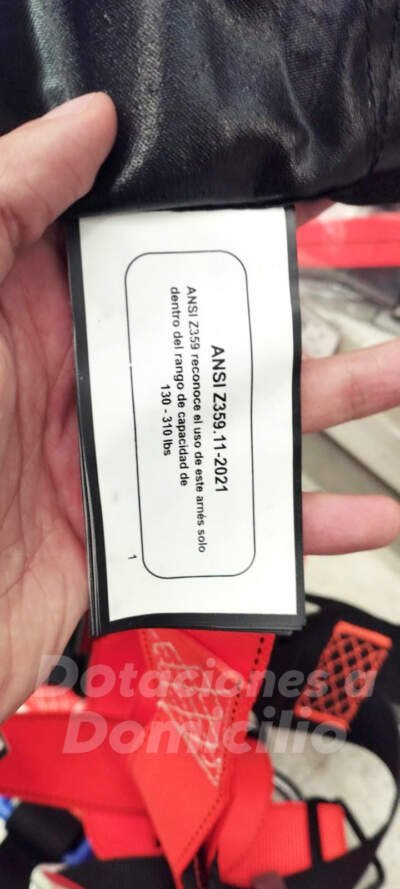 ANSI Z359.11-2021
ANSI Z359 reconoce el uso de este arnés solo
dentro del rango de capacidad de
130 - 310 lbs
1
Dotaciones a
Domicilio